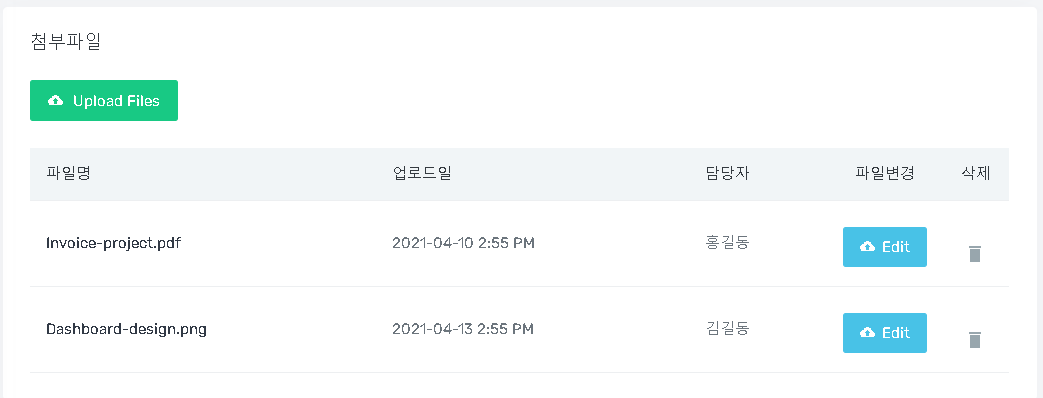 첨부파일
Upload Files
파일명 업로드일 담당자 파일변경 삭제
Invoice-project.pdf 2021-04-10 2:55 PM 홍길동 Edit
Dashboard-design.png 2021-04-13 2:55 PM 김길동 Edit